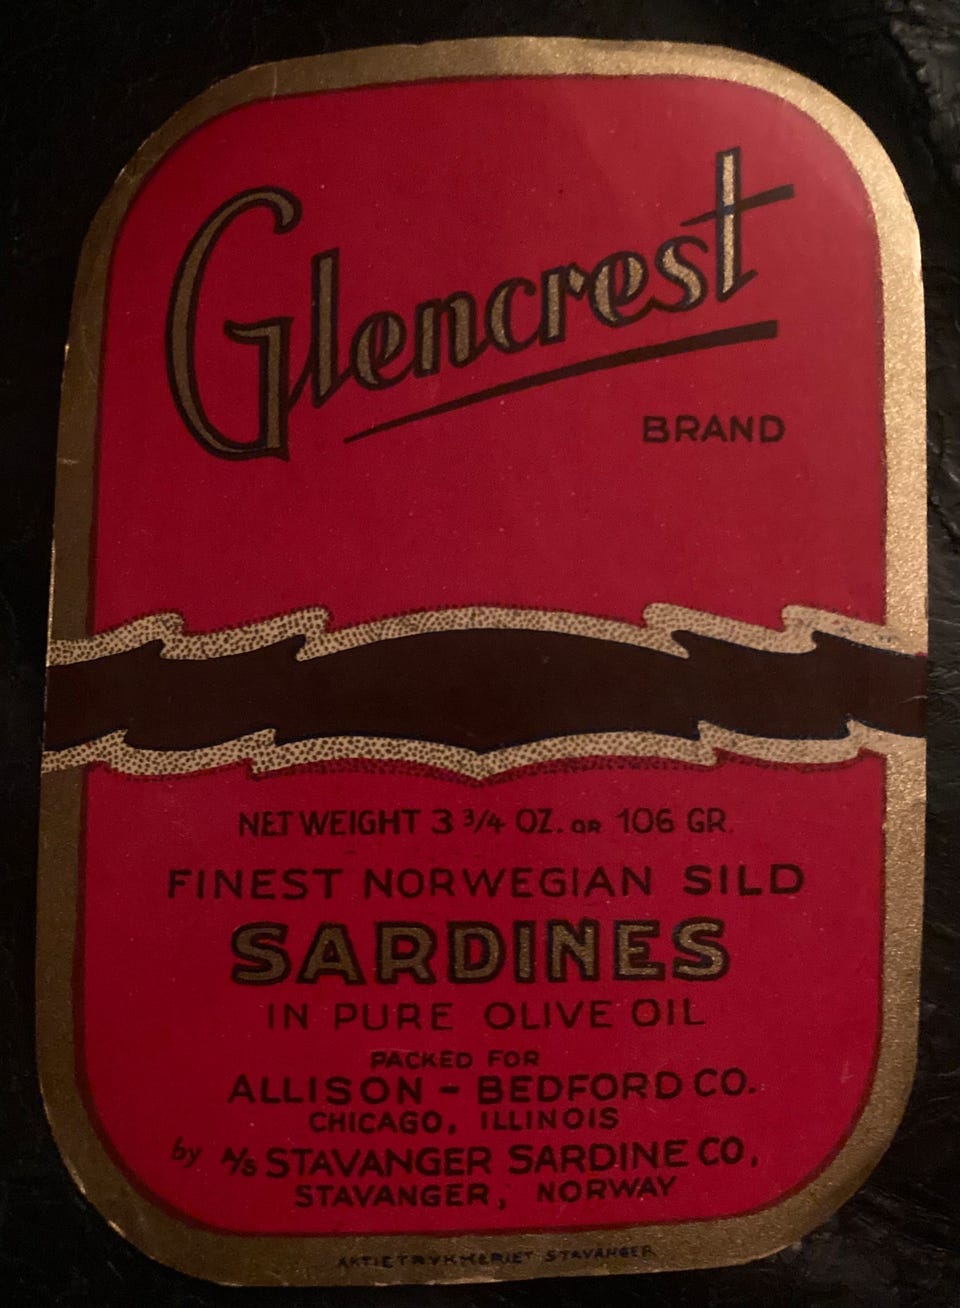 Glencrest
BRAND
NET WEIGHT 3 3/4 OZ. OR 106 GR.
FINEST NORWEGIAN SILD
SARDINES
IN PURE OLIVE OIL
PACKED FOR
ALLISON - BEDFORD CO.
CHICAGO, ILLINOIS
by A/S STAVANGER SARDINE CO,
STAVANGER, NORWAY
AKTIETRYKKERIET STAVANGER